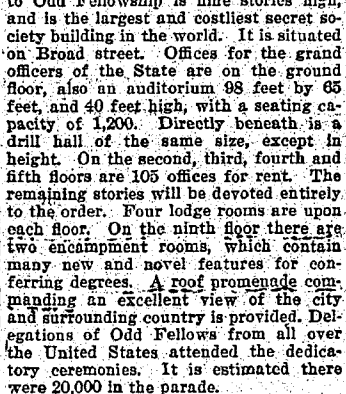 to Odd Fellowship is nine stories high,
and is the largest and costliest secret so-
ciety building in the world. It is situated
on Broad street. Offices for the grand
officers of the State are on the ground
floor, also an auditorium 98 feet by 65
feet, and 40 feet high, with a seating ca-
pacity of 1,200. Directly beneath is a
drill hall of the same size, except in
height. On the second, third, fourth and
fifth floors are 105 offices for rent. The
remaining stories will be devoted entirely
to the order. Four lodge rooms are upon
each floor. On the ninth floor there are
two encampment rooms, which contain
many new and novel features for con-
ferring degrees. A roof promenade com-
manding an excellent view of the city
and surrounding country is provided. Del-
egations of Odd Fellows from all over
the United States attended the dedica-
tory ceremonies. It is estimated there
were 20,000 in the parade.